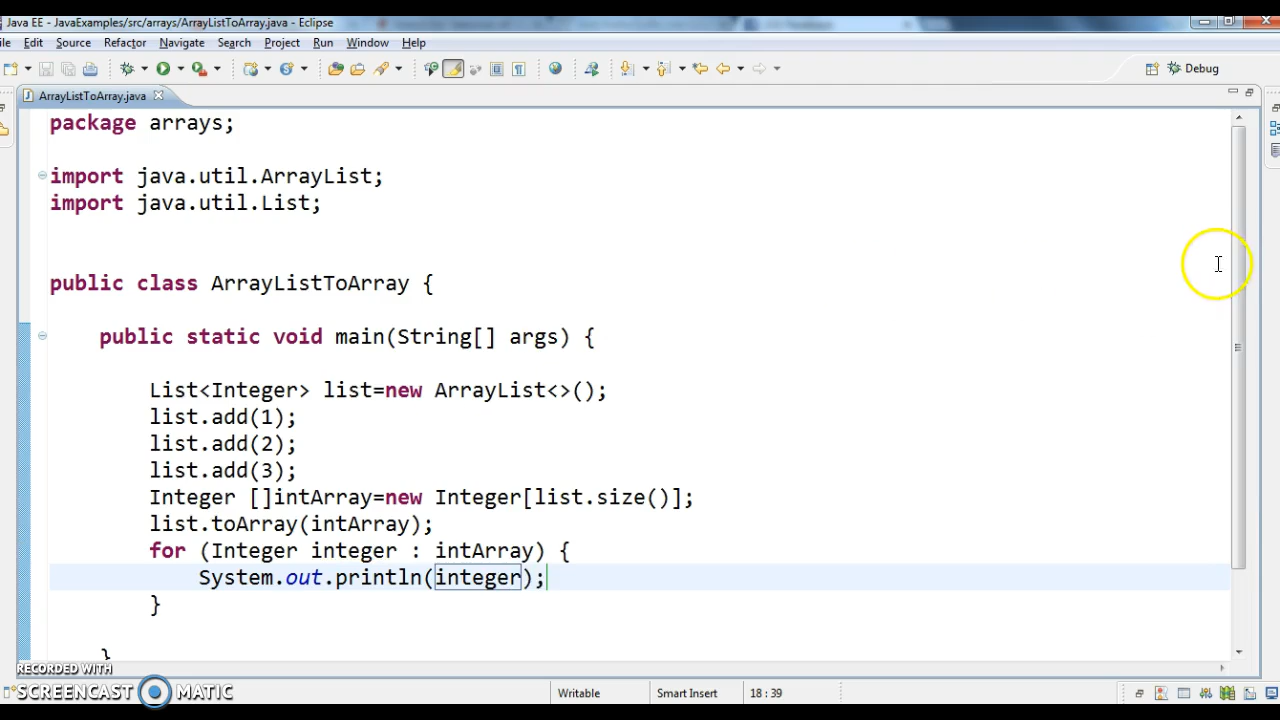 Java EE - JavaExamples/src/arrays/ArrayListToArray.java - Eclipse
ile Edit Source Refactor Navigate Search Project Run Window Help
Debug
ArrayListToArray.java
package arrays;
import java.util.ArrayList;
import java.util.List;
public class ArrayListToArray {
public static void main(String[] args) {
List<Integer> list=new ArrayList<>();
list.add(1);
list.add(2);
list.add(3);
Integer []intArray=new Integer[list.size()];
list.toArray(intArray);
for (Integer integer : intArray) {
System.out.println(integer);
}
}
RECORDED WITH
SCREENCAST MATIC
Writable Smart Insert 18 : 39